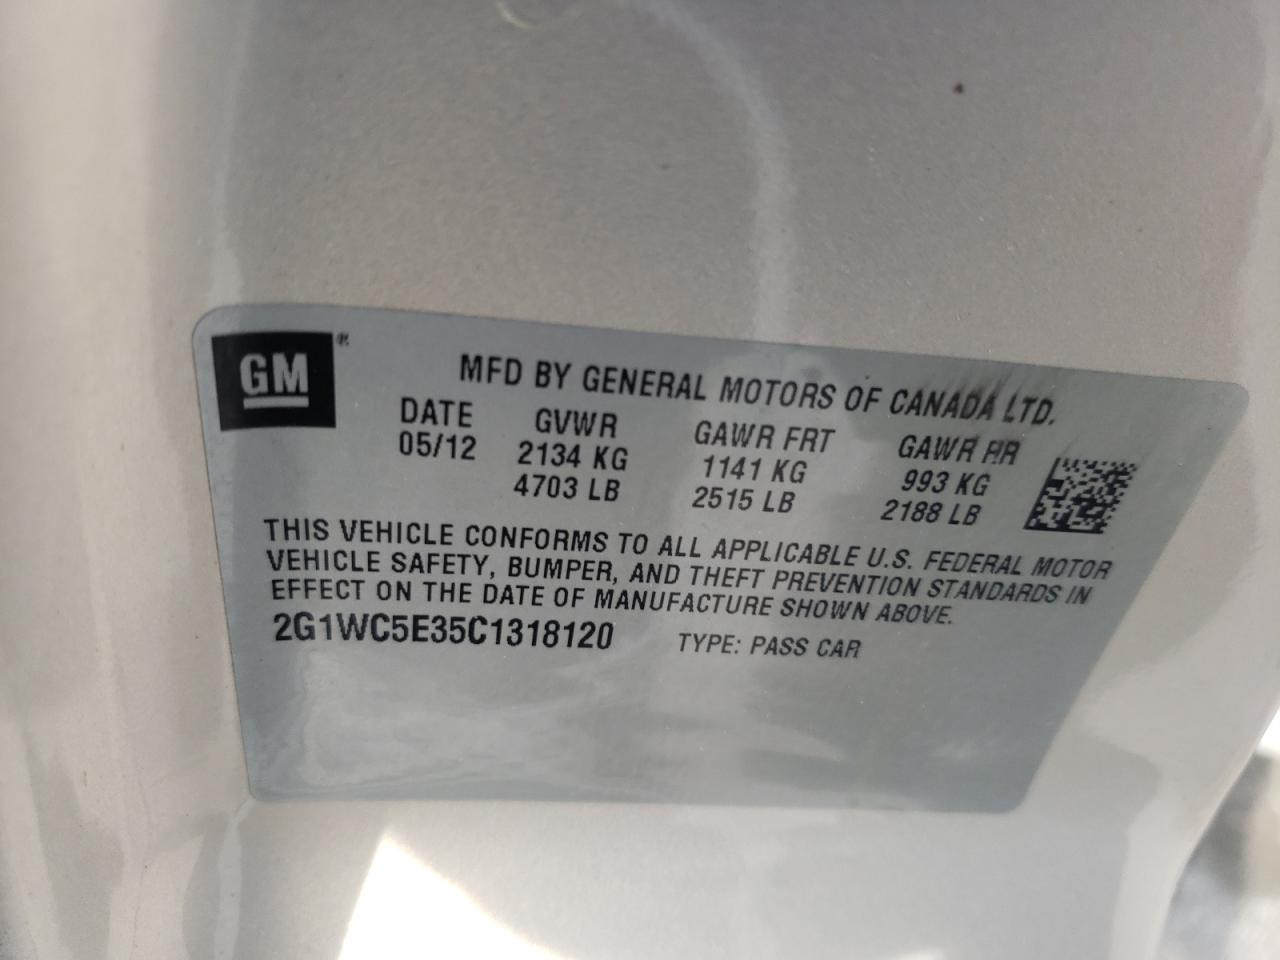 GM®
MFD BY GENERAL MOTORS OF CANADA LTD.
DATE GVWR GAWR FRT GAWR RR
05/12 2134 KG 1141 KG 993 KG
4703 LB 2515 LB 2188 LB
THIS VEHICLE CONFORMS TO ALL APPLICABLE U.S. FEDERAL MOTOR
VEHICLE SAFETY, BUMPER, AND THEFT PREVENTION STANDARDS IN
EFFECT ON THE DATE OF MANUFACTURE SHOWN ABOVE.
2G1WC5E35C1318120 TYPE: PASS CAR